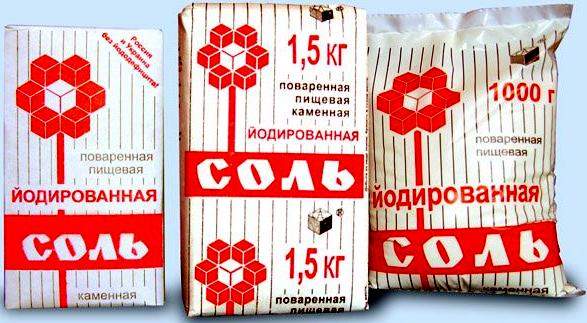 Россия
и Украина
без йододефицита!
поваренная
пищевая
ЙОДИРОВАННАЯ
СОЛЬ
каменная
1,5 кг
поваренная
пищевая
каменная
ЙОДИРОВАННАЯ
СОЛЬ
®
1,5 кг
поваренная
пищевая
®
1000 г
поваренная
пищевая
йодированная
СОЛЬ
каменная